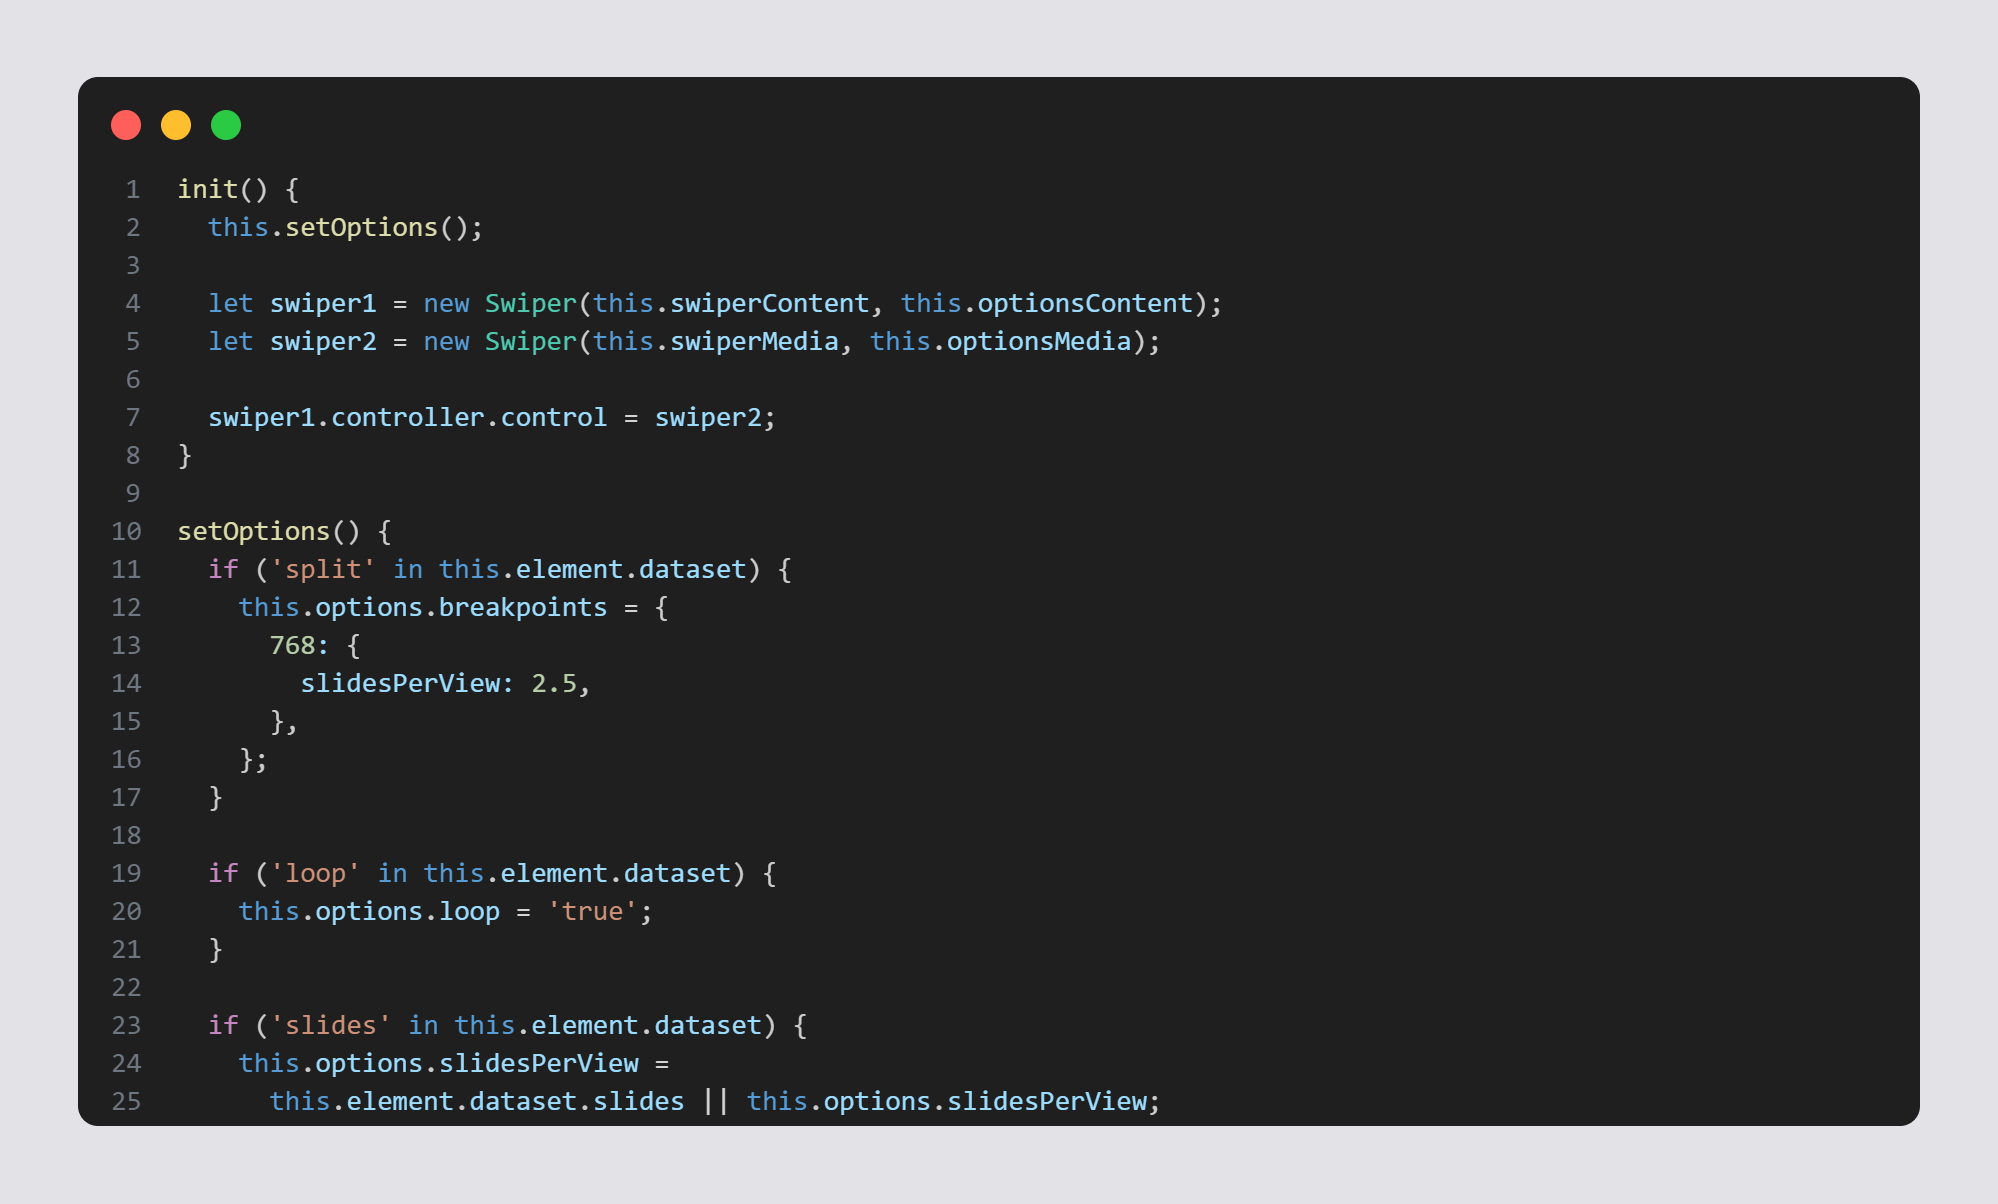 1 init() {
2   this.setOptions();
3
4   let swiper1 = new Swiper(this.swiperContent, this.optionsContent);
5   let swiper2 = new Swiper(this.swiperMedia, this.optionsMedia);
6
7   swiper1.controller.control = swiper2;
8 }
9
10 setOptions() {
11   if ('split' in this.element.dataset) {
12     this.options.breakpoints = {
13       768: {
14         slidesPerView: 2.5,
15       },
16     };
17   }
18
19   if ('loop' in this.element.dataset) {
20     this.options.loop = 'true';
21   }
22
23   if ('slides' in this.element.dataset) {
24     this.options.slidesPerView =
25       this.element.dataset.slides || this.options.slidesPerView;